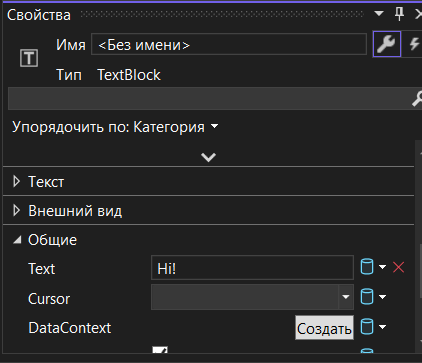 Свойства
Имя <Без имени>
T
Тип TextBlock
Упорядочить по: Категория
Текст
Внешний вид
Общие
Text Hi!
Cursor
DataContext Создать